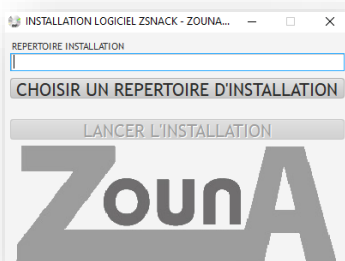 INSTALLATION LOGICIEL ZSNACK - ZOUNA...
REPERTOIRE INSTALLATION
CHOISIR UN REPERTOIRE D'INSTALLATION
LANCER L'INSTALLATION
ZounA